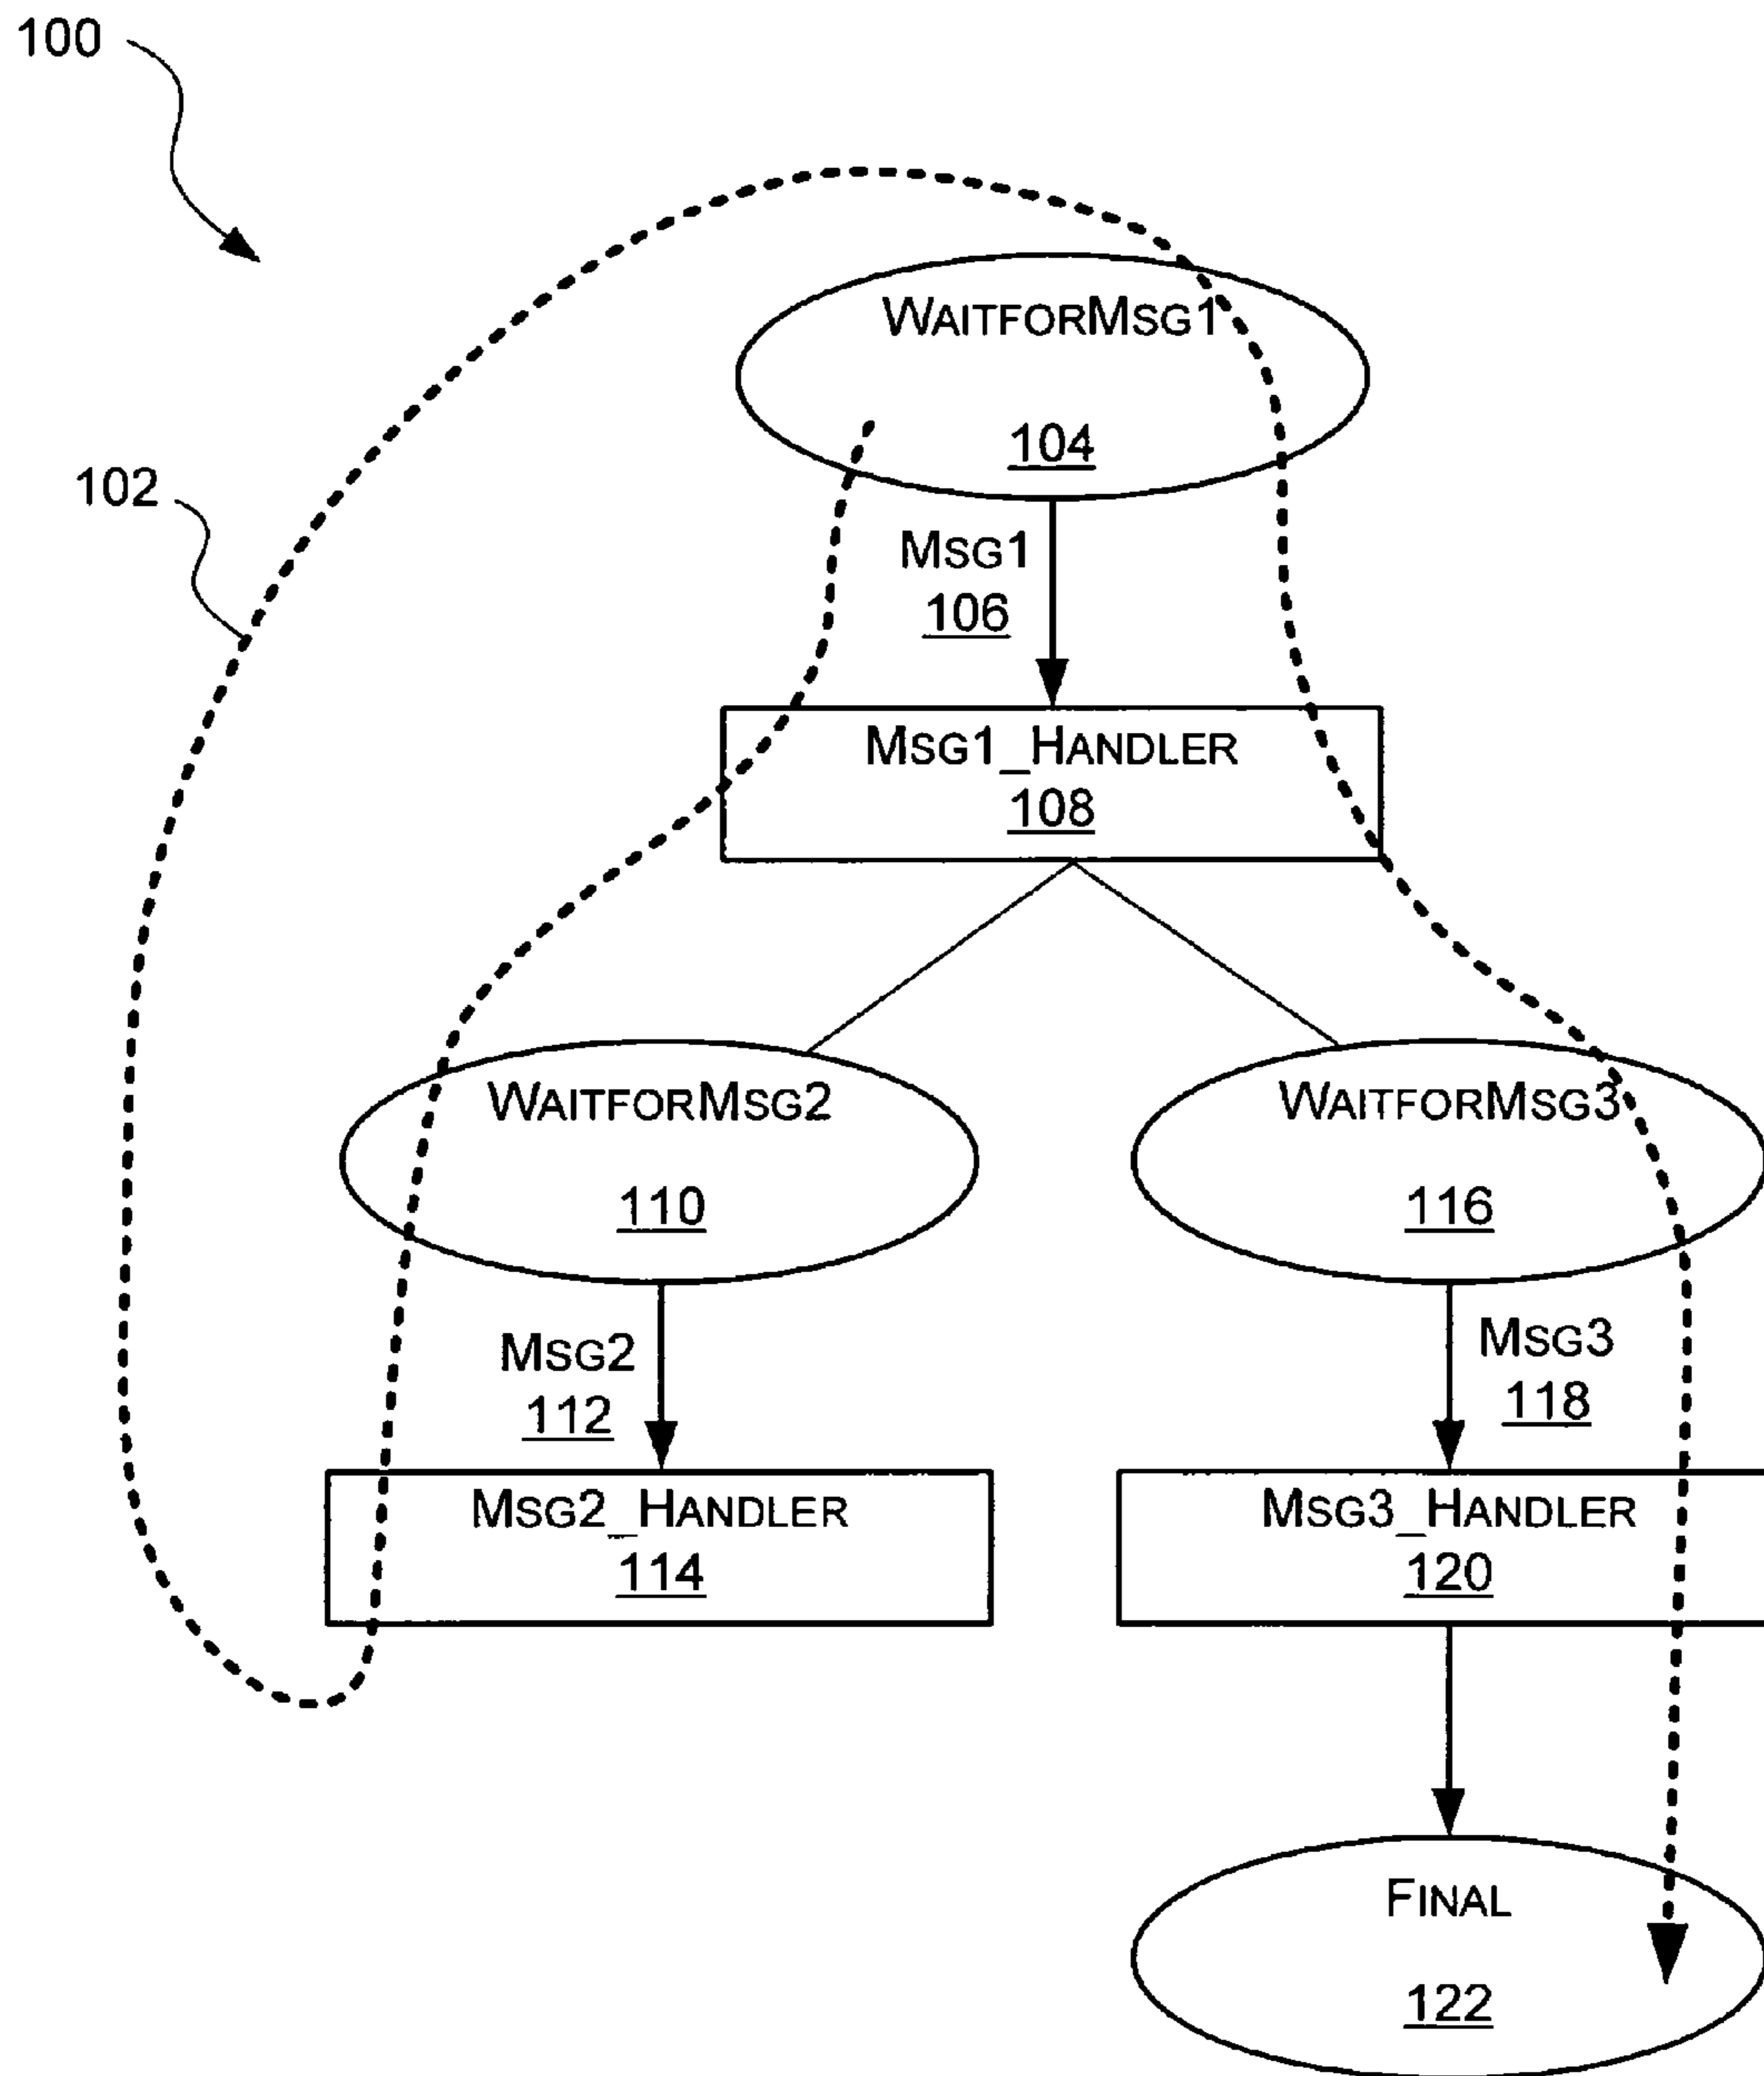 100
WAITFORMSG1
104
102
MSG1
106
MSG1_HANDLER
108
WAITFORMSG2
110
WAITFORMSG3
116
MSG2
112
MSG3
118
MSG2_HANDLER
114
MSG3_HANDLER
120
FINAL
122